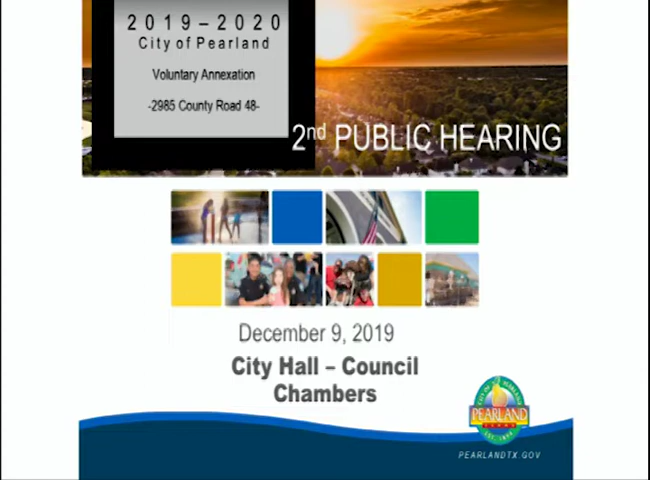 2019–2020
City of Pearland
Voluntary Annexation
-2985 County Road 48-
2nd PUBLIC HEARING
December 9, 2019
City Hall – Council
Chambers
PEARLAND
PEARLANDTX.GOV